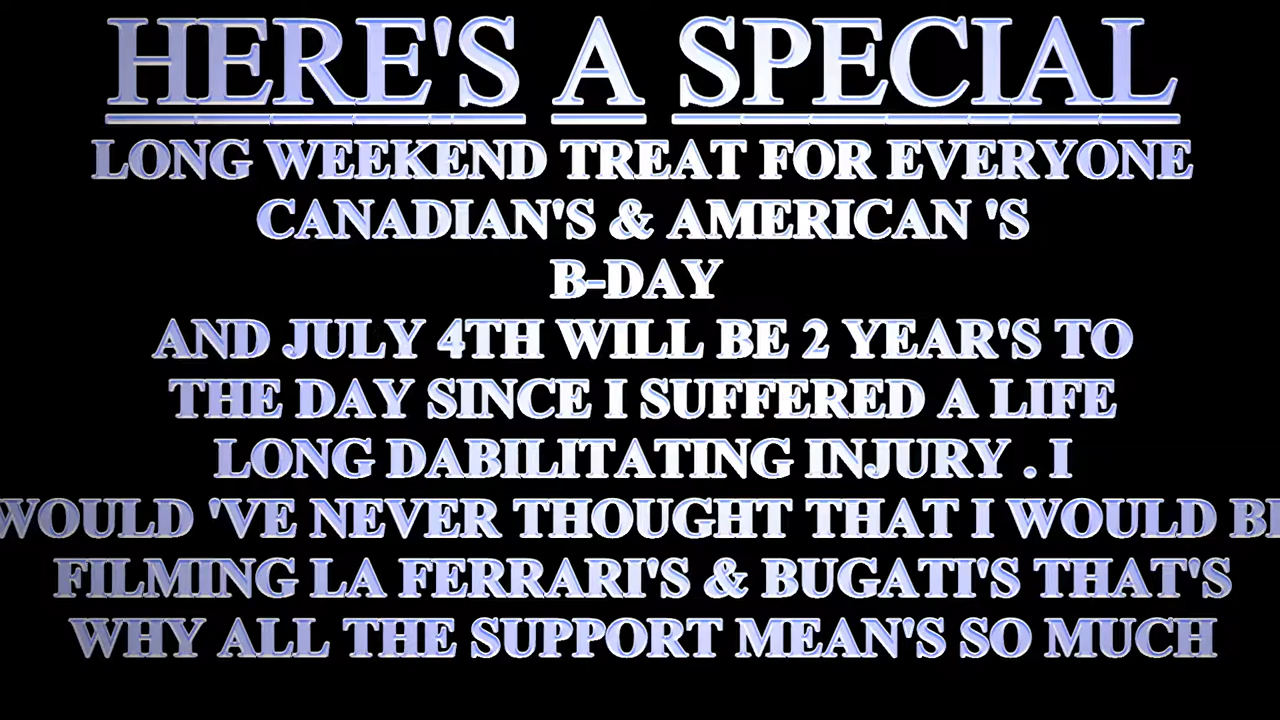 HERE'S A SPECIAL
LONG WEEKEND TREAT FOR EVERYONE
CANADIAN'S & AMERICAN 'S
B-DAY
AND JULY 4TH WILL BE 2 YEAR'S TO
THE DAY SINCE I SUFFERED A LIFE
LONG DABILITATING INJURY . I
WOULD 'VE NEVER THOUGHT THAT I WOULD BE
FILMING LA FERRARI'S & BUGATI'S THAT'S
WHY ALL THE SUPPORT MEAN'S SO MUCH